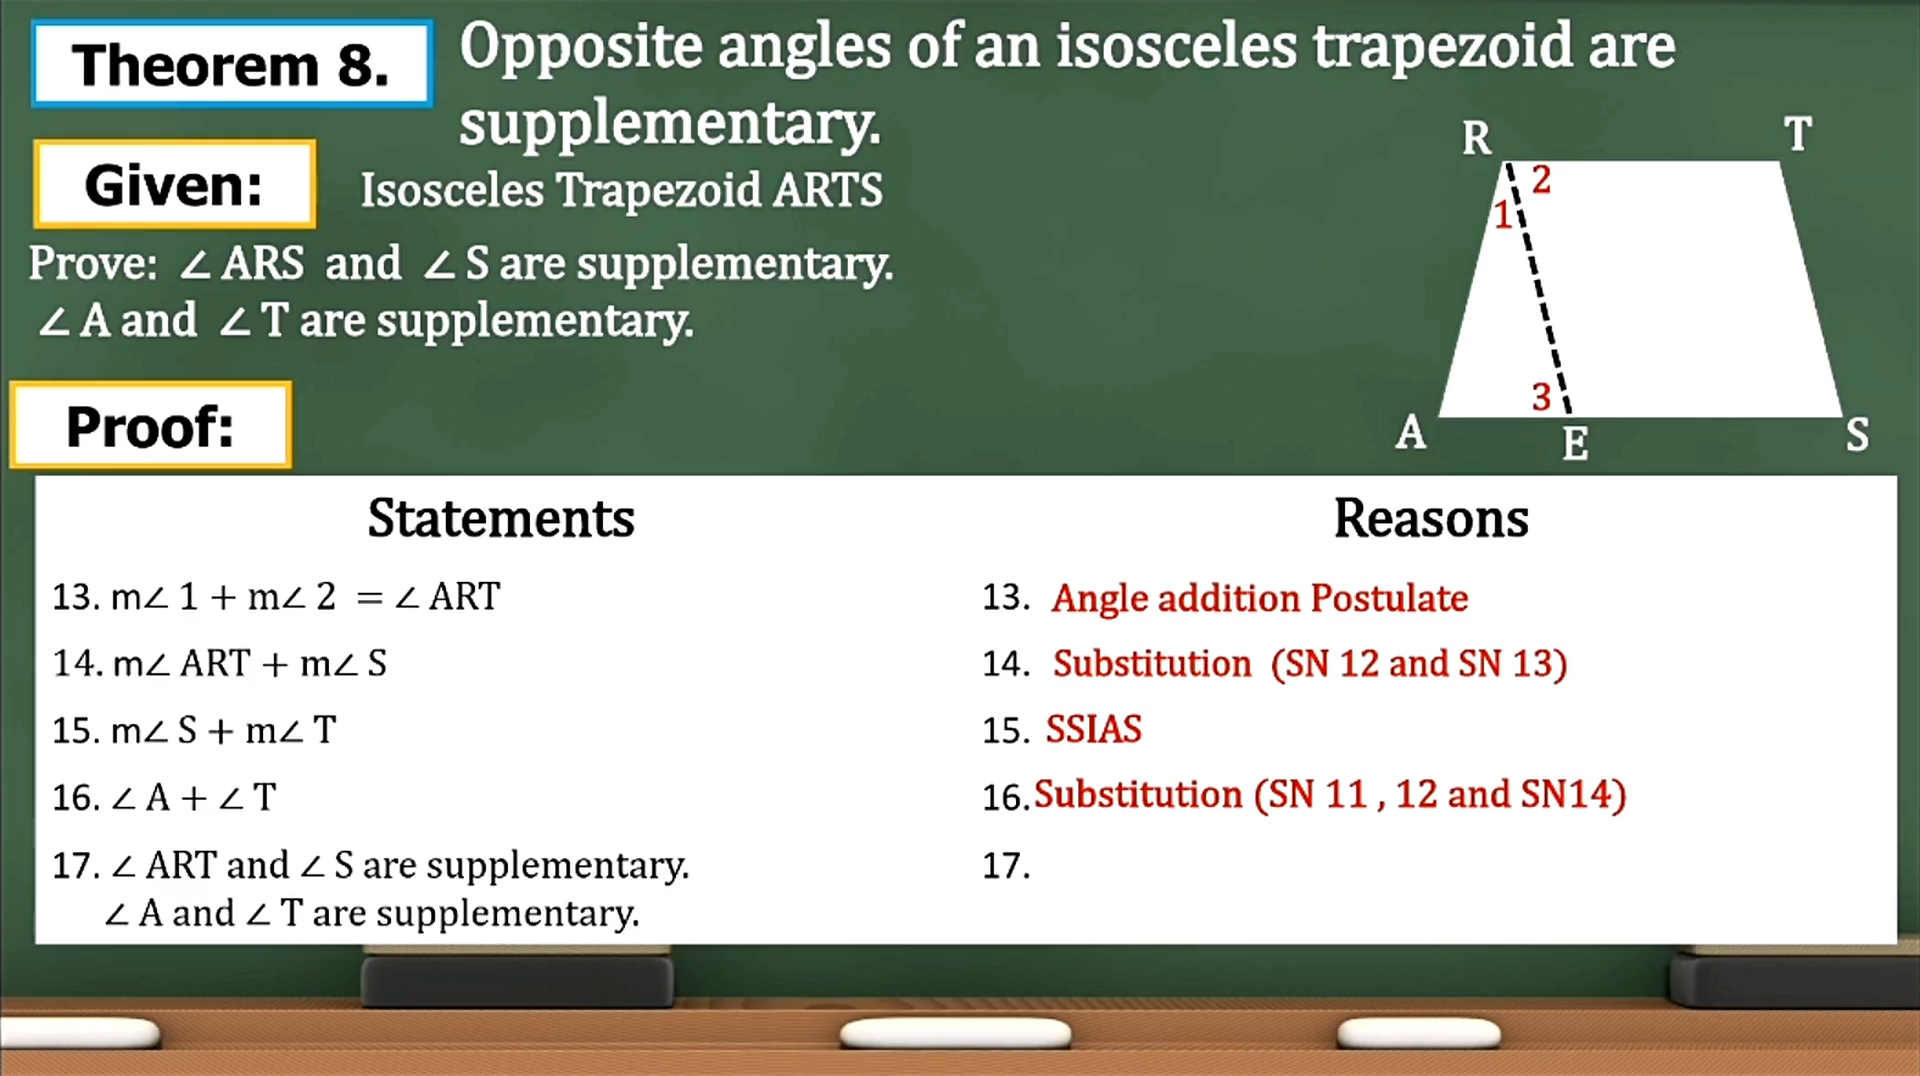 Theorem 8.
Opposite angles of an isosceles trapezoid are
supplementary.
Given:
Isosceles Trapezoid ARTS
Prove: ∠ ARS and ∠ S are supplementary.
∠ A and ∠ T are supplementary.
R
T
2
1
3
A
E
S
Proof:
Statements
Reasons
13. m∠ 1 + m∠ 2 = ∠ ART
13. Angle addition Postulate
14. m∠ ART + m∠ S
14. Substitution (SN 12 and SN 13)
15. m∠ S + m∠ T
15. SSIAS
16. ∠ A + ∠ T
16. Substitution (SN 11 , 12 and SN14)
17. ∠ ART and ∠ S are supplementary.
17.
∠ A and ∠ T are supplementary.